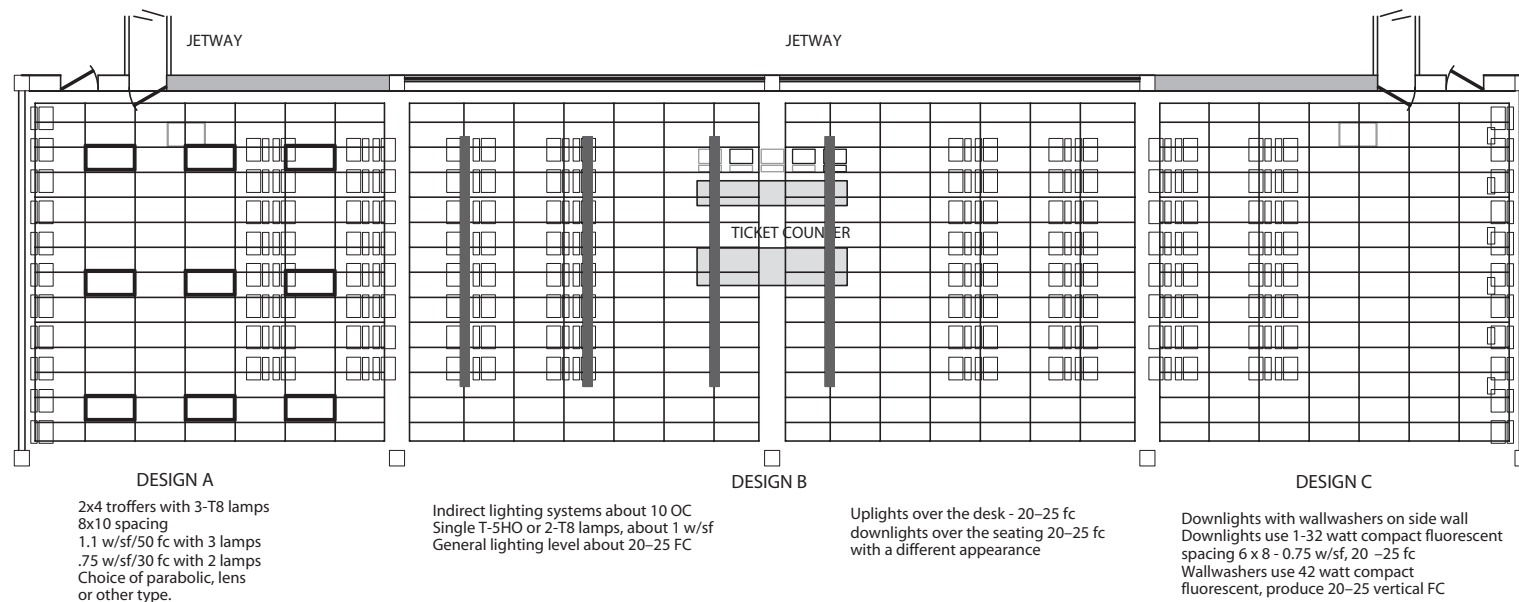 JETWAY
JETWAY
TICKET COUNTER
DESIGN A
2x4 troffers with 3-T8 lamps
8x10 spacing
1.1 w/sf/50 fc with 3 lamps
.75 w/sf/30 fc with 2 lamps
Choice of parabolic, lens
or other type.
DESIGN B
Indirect lighting systems about 10 OC
Single T-5HO or 2-T8 lamps, about 1 w/sf
General lighting level about 20–25 FC
Uplights over the desk - 20–25 fc
downlights over the seating 20–25 fc
with a different appearance
DESIGN C
Downlights with wallwashers on side wall
Downlights use 1-32 watt compact fluorescent
spacing 6 x 8 - 0.75 w/sf, 20 –25 fc
Wallwashers use 42 watt compact
fluorescent, produce 20–25 vertical FC